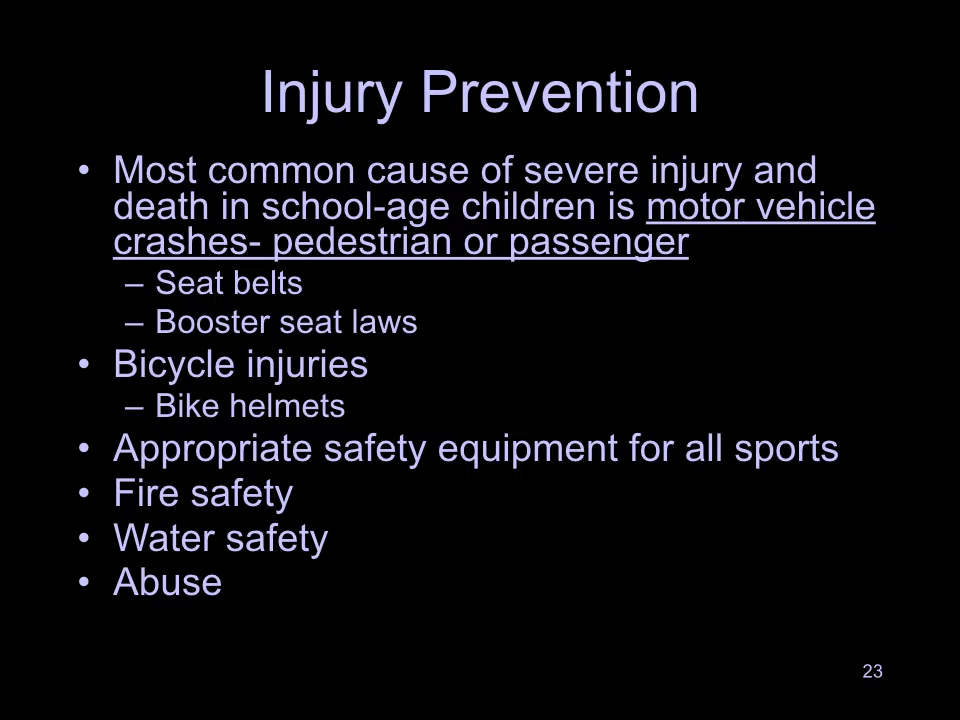 Injury Prevention
• Most common cause of severe injury and
death in school-age children is motor vehicle
crashes- pedestrian or passenger
– Seat belts
– Booster seat laws
• Bicycle injuries
– Bike helmets
• Appropriate safety equipment for all sports
• Fire safety
• Water safety
• Abuse
23